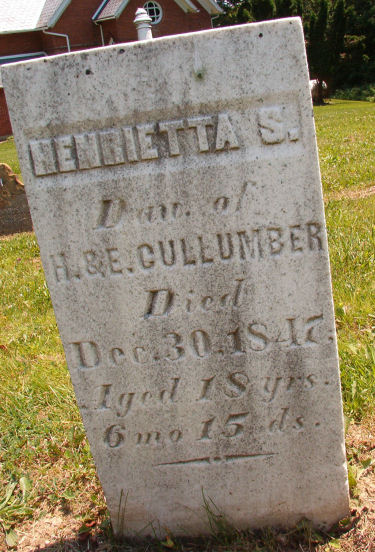 HENRIETTA S.
Dau. of
H. & E. CULLUMBER
Died
Dec. 30, 1847.
Aged 18 yrs.
6 mo 15 ds.